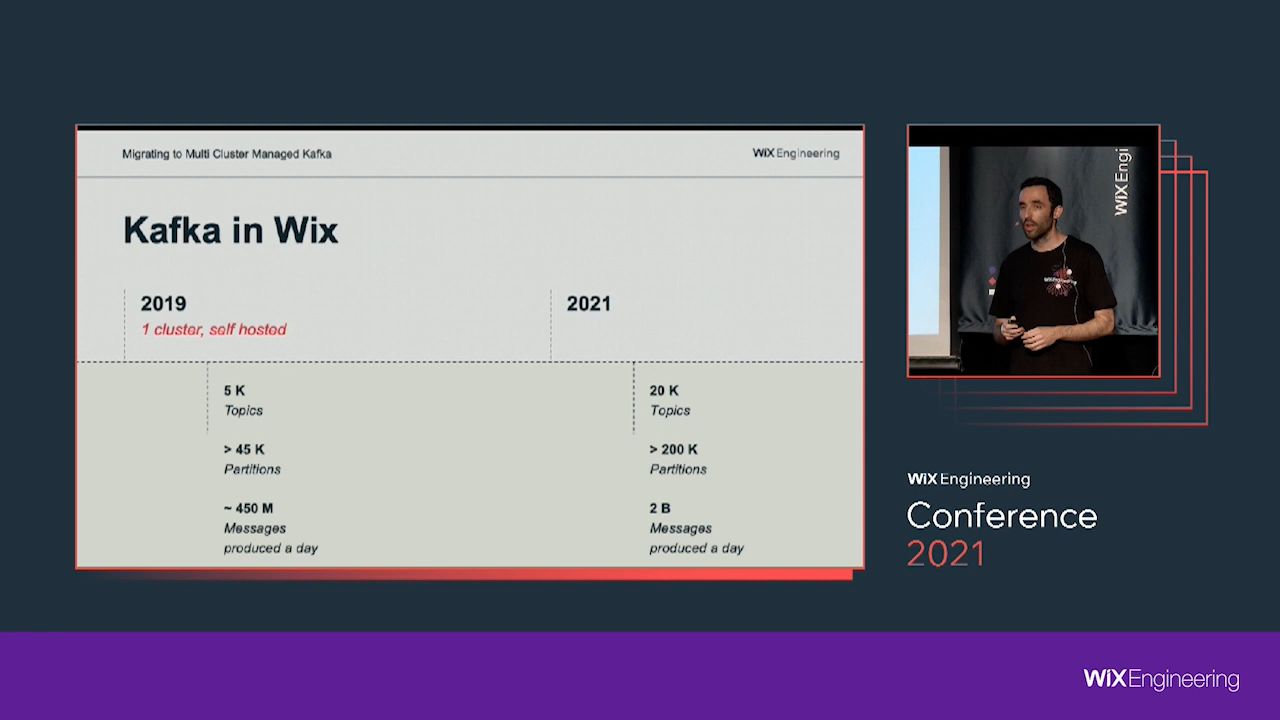 Migrating to Multi Cluster Managed Kafka
WiX Engineering
Kafka in Wix
2019
1 cluster, self hosted
5 K
Topics
> 45 K
Partitions
~ 450 M
Messages
produced a day
2021
20 K
Topics
> 200 K
Partitions
2 B
Messages
produced a day
WiX Engi
WiX Engineering
Conference
2021
WiXEngineering